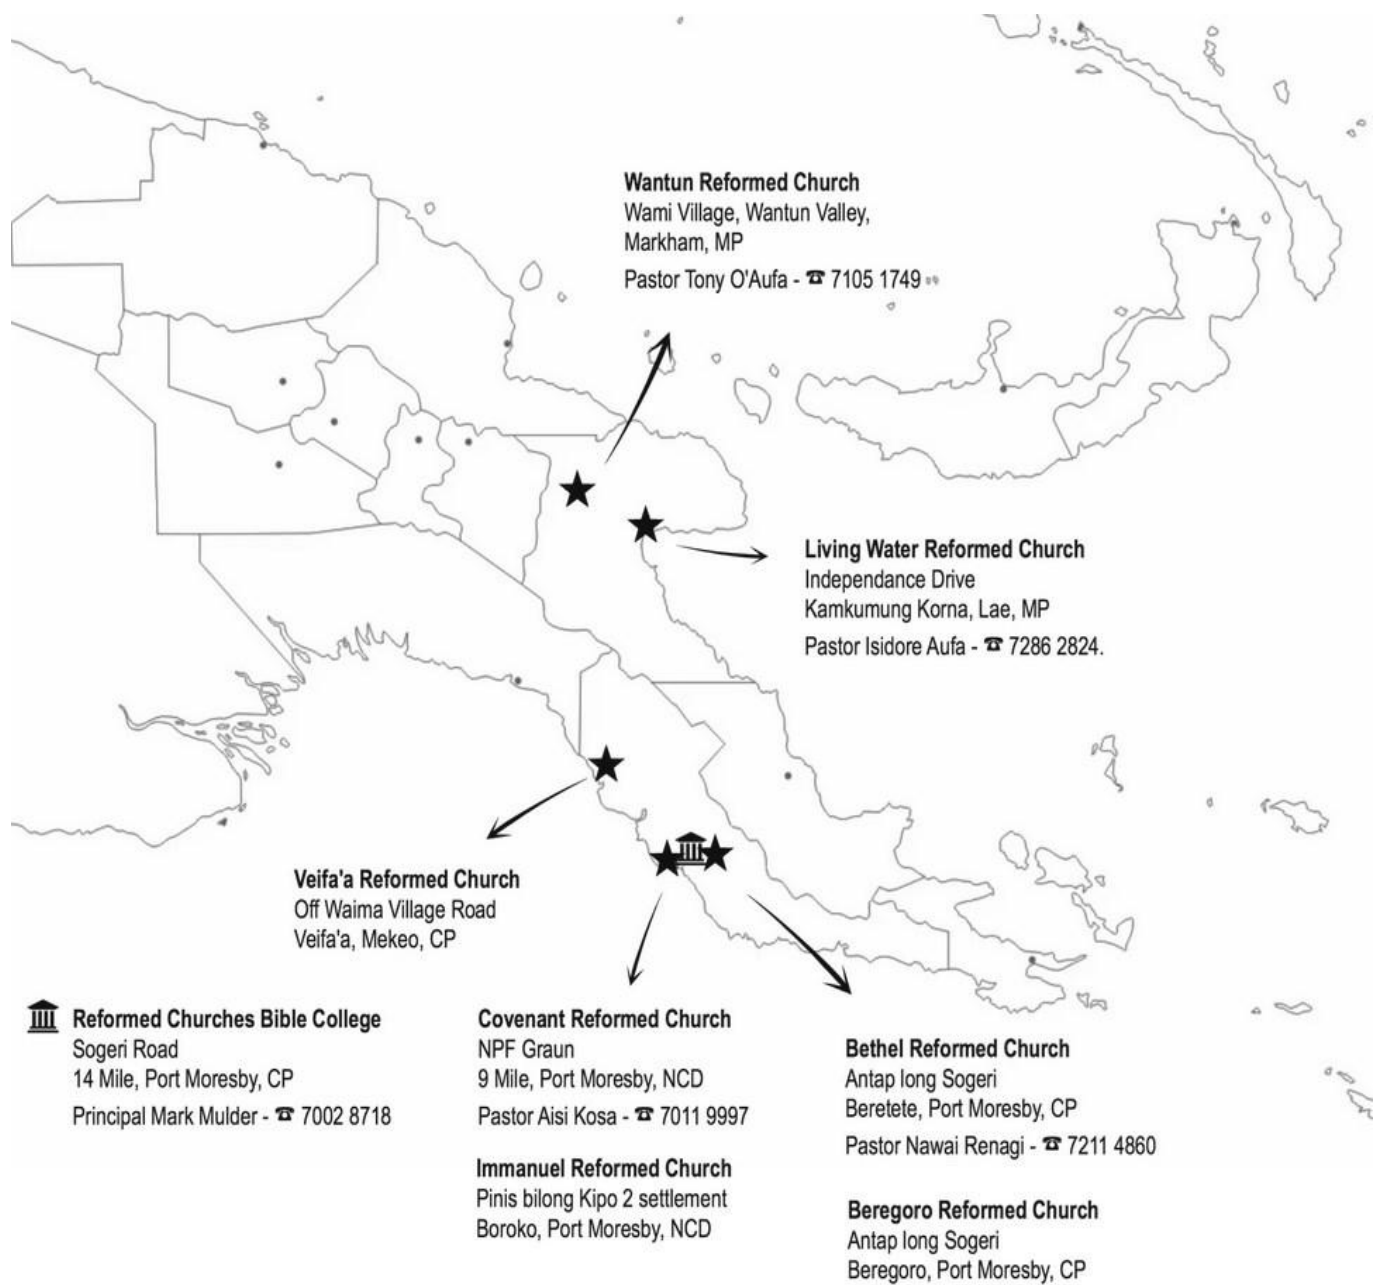 Wantun Reformed Church
Wami Village, Wantun Valley,
Markham, MP
Pastor Tony O'Aufa - ☎ 7105 1749
Living Water Reformed Church
Independance Drive
Kamkumung Korna, Lae, MP
Pastor Isidore Aufa - ☎ 7286 2824.
Veifa'a Reformed Church
Off Waima Village Road
Veifa'a, Mekeo, CP
Reformed Churches Bible College
Sogeri Road
14 Mile, Port Moresby, CP
Principal Mark Mulder - ☎ 7002 8718
Covenant Reformed Church
NPF Graun
9 Mile, Port Moresby, NCD
Pastor Aisi Kosa - ☎ 7011 9997
Immanuel Reformed Church
Pinis bilong Kipo 2 settlement
Boroko, Port Moresby, NCD
Bethel Reformed Church
Antap long Sogeri
Beretete, Port Moresby, CP
Pastor Nawai Renagi - ☎ 7211 4860
Beregoro Reformed Church
Antap long Sogeri
Beregoro, Port Moresby, CP